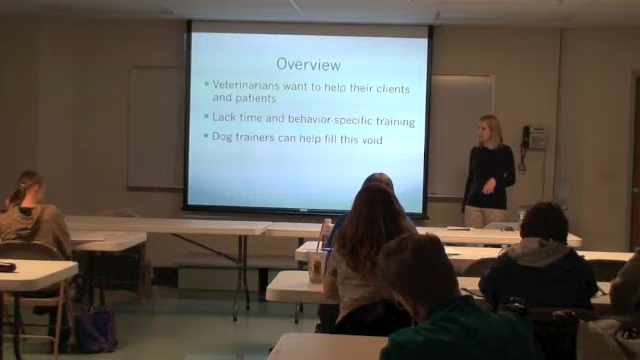 Overview
• Veterinarians want to help their clients
and patients
• Lack time and behavior-specific training
• Dog trainers can help fill this void